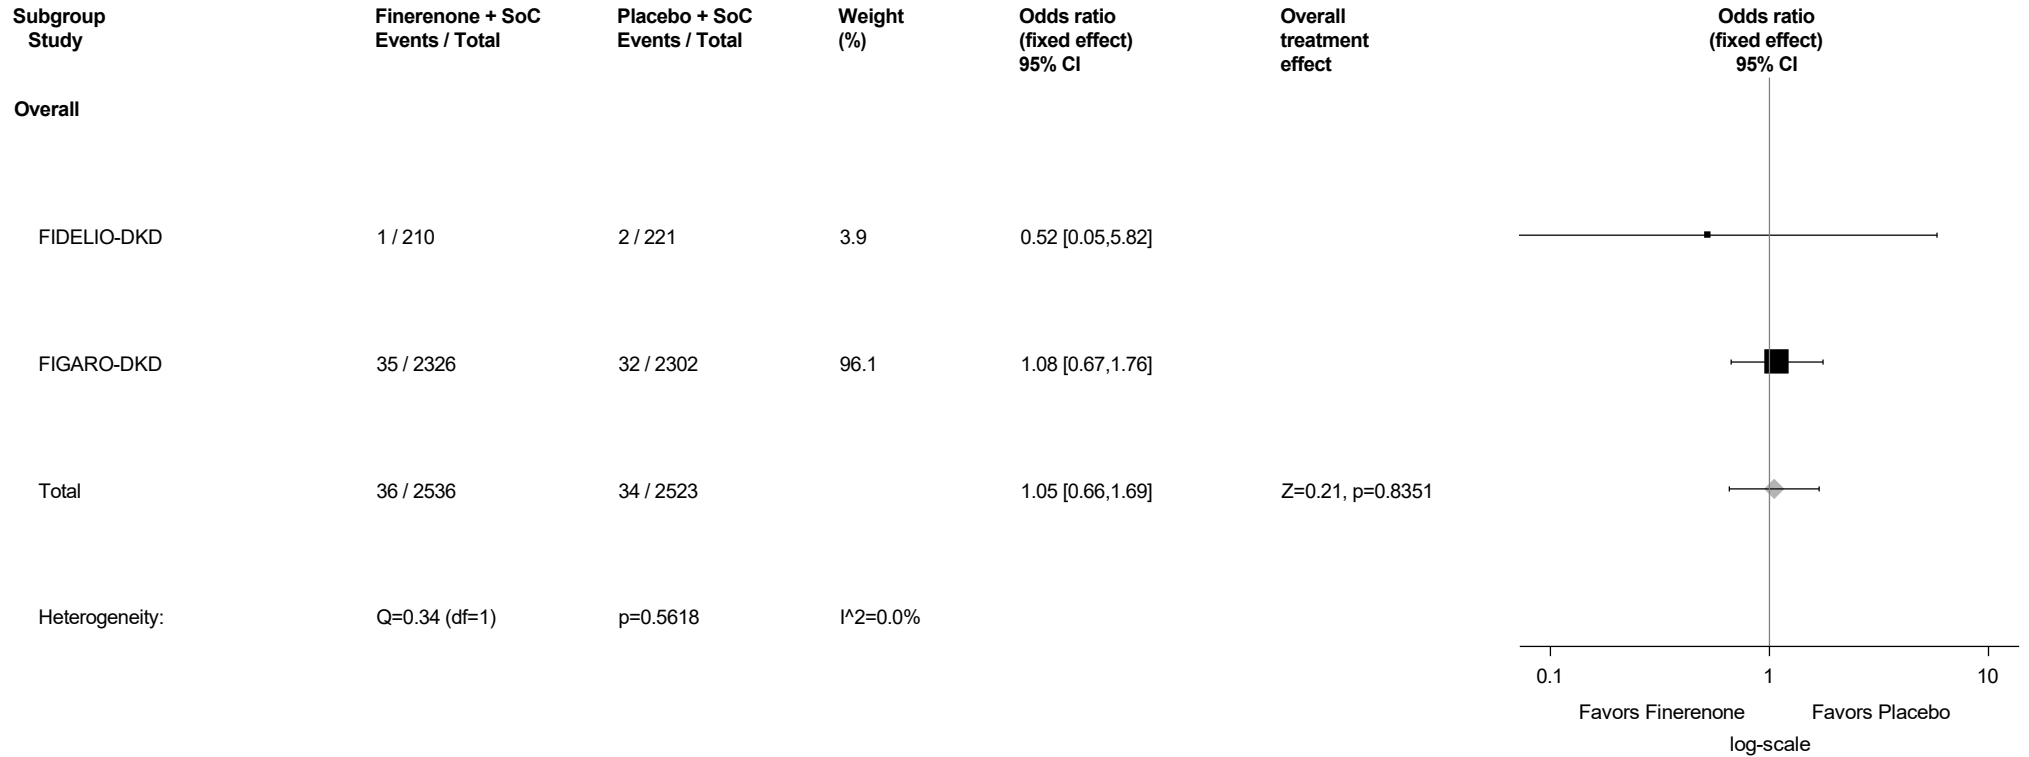 Subgroup Finerenone + SoC Placebo + SoC Weight Odds ratio Overall Odds ratio
Study Events / Total Events / Total (%) (fixed effect) treatment (fixed effect)
95% CI effect 95% CI
Overall
FIDELIO-DKD 1 / 210 2 / 221 3.9 0.52 [0.05,5.82]
FIGARO-DKD 35 / 2326 32 / 2302 96.1 1.08 [0.67,1.76]
Total 36 / 2536 34 / 2523 1.05 [0.66,1.69] Z=0.21, p=0.8351
Heterogeneity: Q=0.34 (df=1) p=0.5618 I^2=0.0%
0.1 1 10
Favors Finerenone Favors Placebo
log-scale